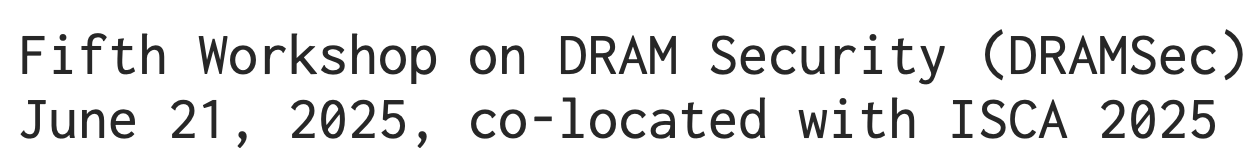 Fifth Workshop on DRAM Security (DRAMSec)
June 21, 2025, co-located with ISCA 2025